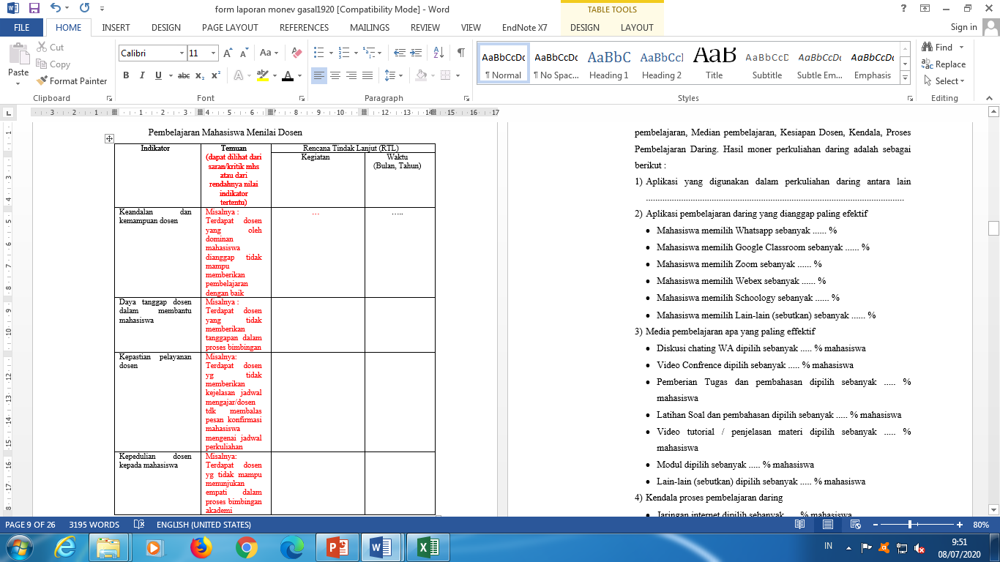 form laporan monev gasal1920 [Compatibility Mode] - Word
TABLE TOOLS
FILE HOME INSERT DESIGN PAGE LAYOUT REFERENCES MAILINGS REVIEW VIEW EndNote X7 DESIGN LAYOUT Sign in
Paste
Cut
Copy
Format Painter
Calibri 11
Clipboard Font Paragraph Styles Editing
AaBbCcDc AaBbCcDc AaBbC AaBbCcI AaB AaBbCcD AaBbCcDc AaBbCcDc
¶ Normal ¶ No Spac... Heading 1 Heading 2 Title Subtitle Subtle Em... Emphasis
Find
Replace
Select
Pembelajaran Mahasiswa Menilai Dosen
Indikator
Temuan
(dapat dilihat dari
saran/kritik mhs
atau dari
rendahnya nilai
indikator
tertentu)
Rencana Tindak Lanjut (RTL)
Kegiatan
Waktu
(Bulan, Tahun)
Keandalan dan
kemampuan dosen
Misalnya :
Terdapat dosen
yang oleh
dominan
mahasiswa
dianggap tidak
mampu
memberikan
pembelajaran
dengan baik
...
.....
Daya tanggap dosen
dalam membantu
mahasiswa
Misalnya :
Terdapat dosen
yang tidak
memberikan
tanggapan dalam
proses bimbingan
Kepastian pelayanan
dosen
Misalnya:
Terdapat dosen
yg tidak
memberikan
kejelasan jadwal
mengajar/dosen
tdk membalas
pesan konfirmasi
mahasiswa
mengenai jadwal
perkuliahan
Kepedulian dosen
kepada mahasiswa
Misalnya:
Terdapat dosen
yg tidak mampu
menunjukan
empati dalam
proses bimbingan
akademi
pembelajaran, Median pembelajaran, Kesiapan Dosen, Kendala, Proses
Pembelajaran Daring. Hasil moner perkuliahan daring adalah sebagai
berikut :
1) Aplikasi yang digunakan dalam perkuliahan daring antara lain
..............................................................................................................
2) Aplikasi pembelajaran daring yang dianggap paling efektif
• Mahasiswa memilih Whatsapp sebanyak ...... %
• Mahasiswa memilih Google Classroom sebanyak ...... %
• Mahasiswa memilih Zoom sebanyak ...... %
• Mahasiswa memilih Webex sebanyak ...... %
• Mahasiswa memilih Schoology sebanyak ...... %
• Mahasiswa memilih Lain-lain (sebutkan) sebanyak ...... %
3) Media pembelajaran apa yang paling effektif
• Diskusi chating WA dipilih sebanyak ..... % mahasiswa
• Video Confrence dipilih sebanyak ..... % mahasiswa
• Pemberian Tugas dan pembahasan dipilih sebanyak ..... %
mahasiswa
• Latihan Soal dan pembahasan dipilih sebanyak ..... % mahasiswa
• Video tutorial / penjelasan materi dipilih sebanyak ..... %
mahasiswa
• Modul dipilih sebanyak ..... % mahasiswa
• Lain-lain (sebutkan) dipilih sebanyak ..... % mahasiswa
4) Kendala proses pembelajaran daring
• Jaringan internet dipilih sebanyak ..... % mahasiswa
PAGE 9 OF 26 3195 WORDS ENGLISH (UNITED STATES) 80%
IN
9:51
08/07/2020